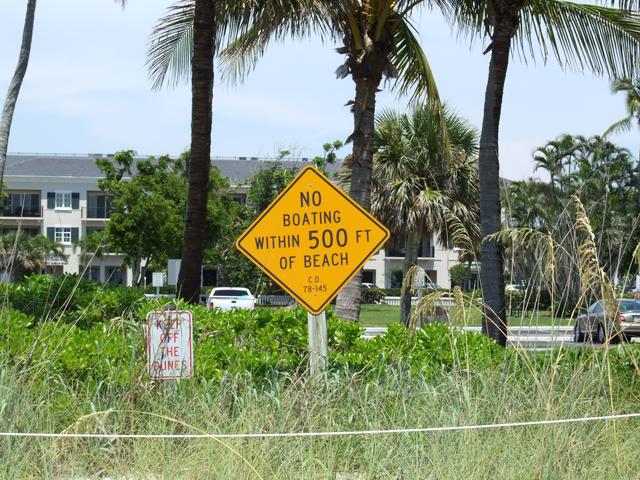 NO
BOATING
WITHIN 500 FT
OF BEACH
C.O.
78-145
KEEP
OFF
THE
DUNES